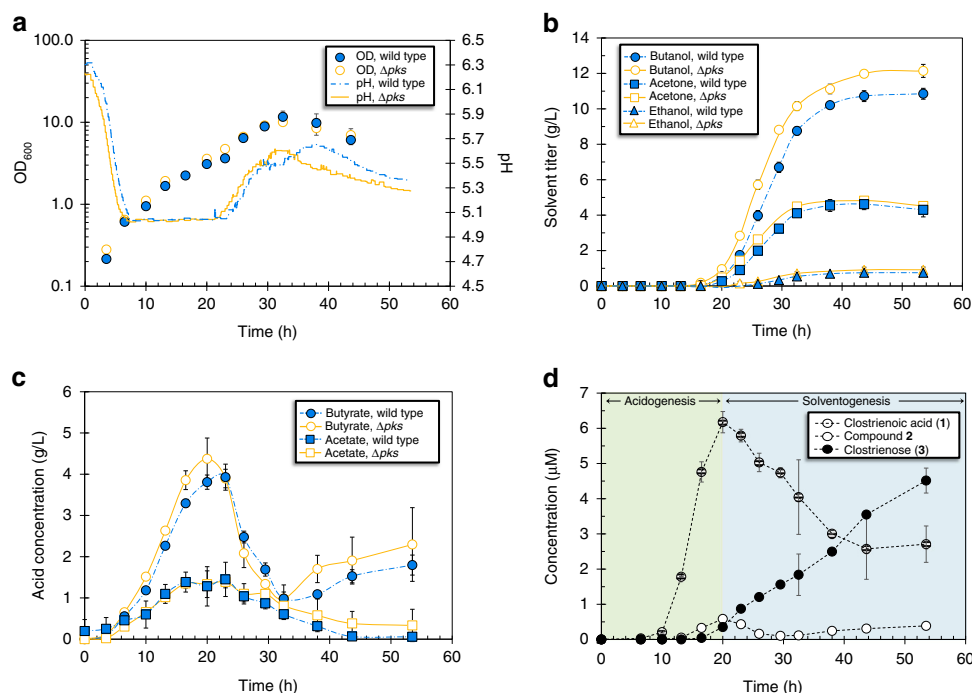 a
100.0
10.0
1.0
0.1
OD600
6.5
6.3
6.1
5.9
5.7
5.5
5.3
5.1
4.9
4.7
4.5
pH
OD, wild type
OD, Δpks
pH, wild type
pH, Δpks
0 10 20 30 40 50 60
Time (h)
b
14
12
10
8
6
4
2
0
Solvent titer (g/L)
Butanol, wild type
Butanol, Δpks
Acetone, wild type
Acetone, Δpks
Ethanol, wild type
Ethanol, Δpks
0 10 20 30 40 50 60
Time (h)
c
6
5
4
3
2
1
0
Acid concentration (g/L)
Butyrate, wild type
Butyrate, Δpks
Acetate, wild type
Acetate, Δpks
0 10 20 30 40 50 60
Time (h)
d
7
6
5
4
3
2
1
0
Concentration (μM)
Acidogenesis
Solventogenesis
Clostrienoic acid (1)
Compound 2
Clostrienose (3)
0 10 20 30 40 50 60
Time (h)